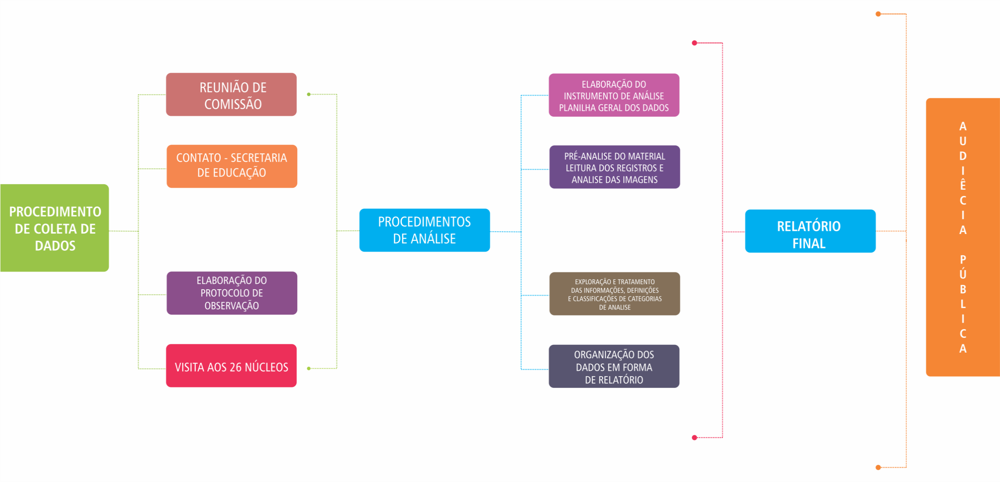 PROCEDIMENTO
DE COLETA DE
DADOS
REUNIÃO DE
COMISSÃO
CONTATO - SECRETARIA
DE EDUCAÇÃO
ELABORAÇÃO DO
PROTOCOLO DE
OBSERVAÇÃO
VISITA AOS 26 NÚCLEOS
PROCEDIMENTOS
DE ANÁLISE
ELABORAÇÃO DO
INSTRUMENTO DE ANÁLISE
PLANILHA GERAL DOS DADOS
PRÉ-ANALISE DO MATERIAL
LEITURA DOS REGISTROS E
ANALISE DAS IMAGENS
EXPLORAÇÃO E TRATAMENTO
DAS INFORMAÇÕES, DEFINIÇÕES
E CLASSIFICAÇÕES DE CATEGORIAS
DE ANALISE
ORGANIZAÇÃO DOS
DADOS EM FORMA
DE RELATÓRIO
RELATÓRIO
FINAL
AUDIÊCIA PÚBLICA